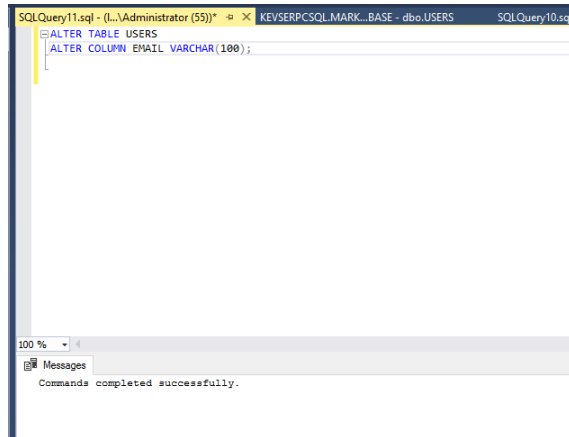 SQLQuery11.sql - (l...\Administrator (55))* KEVSERPCSQL.MARK...BASE - dbo.USERS SQLQuery10.sq
ALTER TABLE USERS
ALTER COLUMN EMAIL VARCHAR(100);
100 %
Messages
Commands completed successfully.